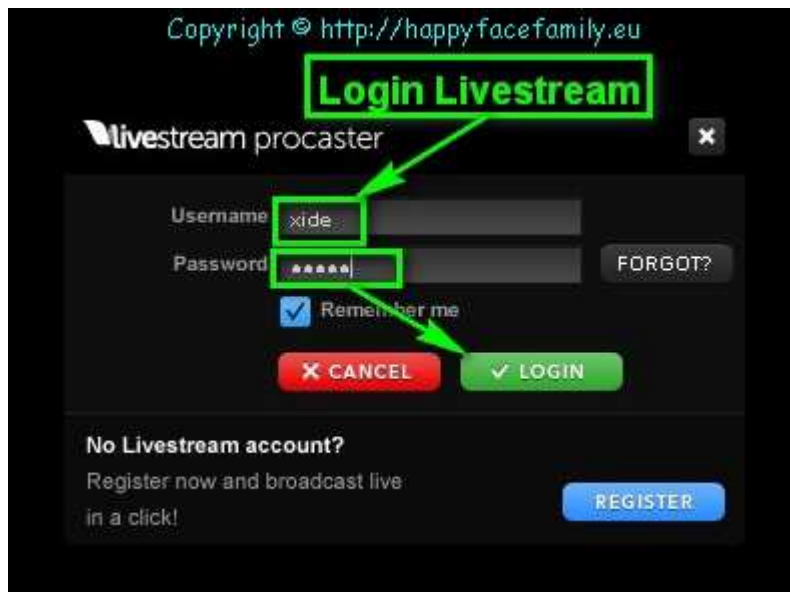 Copyright © http://happyfacefamily.eu
Login Livestream
livestream procaster
Username xide
Password •••••
FORGOT?
Remember me
CANCEL LOGIN
No Livestream account?
Register now and broadcast live
in a click!
REGISTER